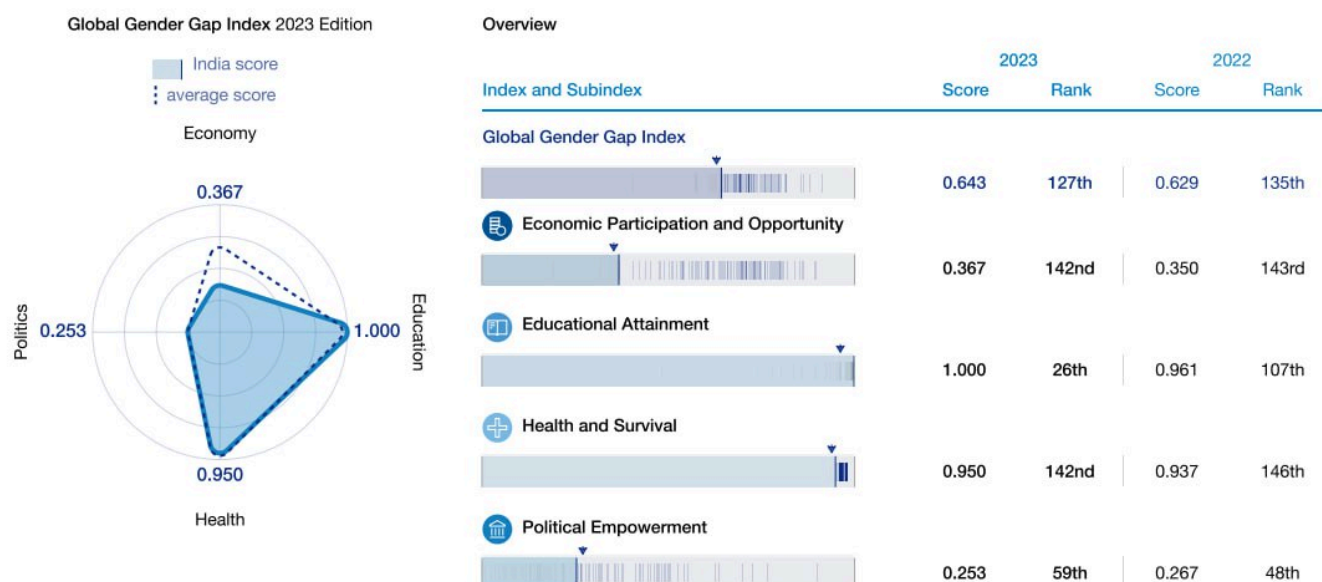 Global Gender Gap Index 2023 Edition
India score
average score
Economy
0.367
Politics
0.253
1.000
Education
0.950
Health
Overview
2023 2022
Index and Subindex Score Rank Score Rank
Global Gender Gap Index
0.643 127th 0.629 135th
Economic Participation and Opportunity
0.367 142nd 0.350 143rd
Educational Attainment
1.000 26th 0.961 107th
Health and Survival
0.950 142nd 0.937 146th
Political Empowerment
0.253 59th 0.267 48th